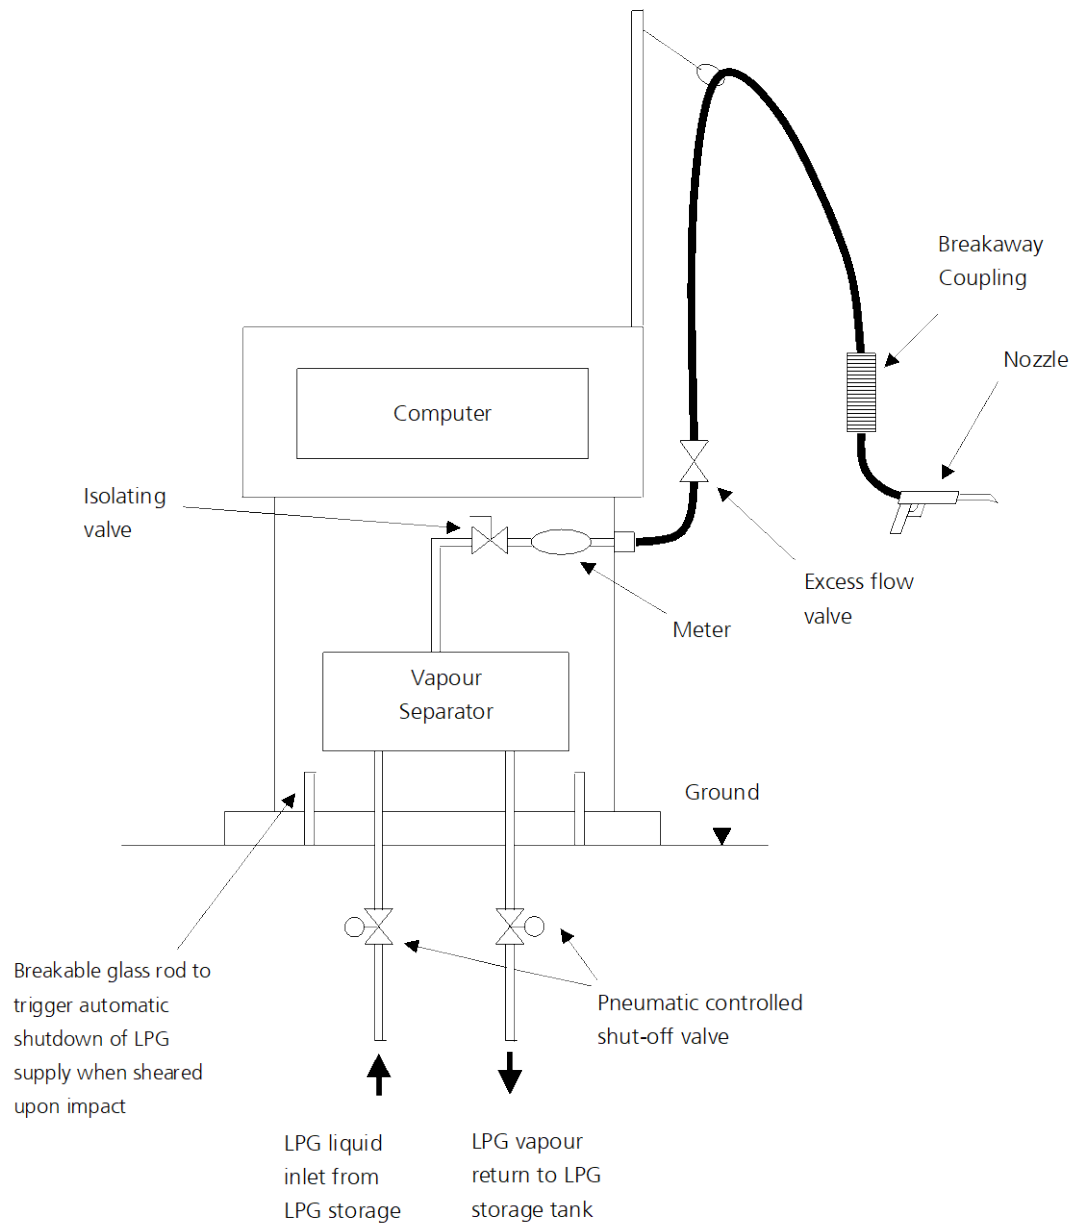 Breakaway
Coupling
Nozzle
Computer
Isolating
valve
Excess flow
valve
Meter
Vapour
Separator
Ground
Breakable glass rod to
trigger automatic
shutdown of LPG
supply when sheared
upon impact
Pneumatic controlled
shut-off valve
LPG liquid
inlet from
LPG storage
LPG vapour
return to LPG
storage tank